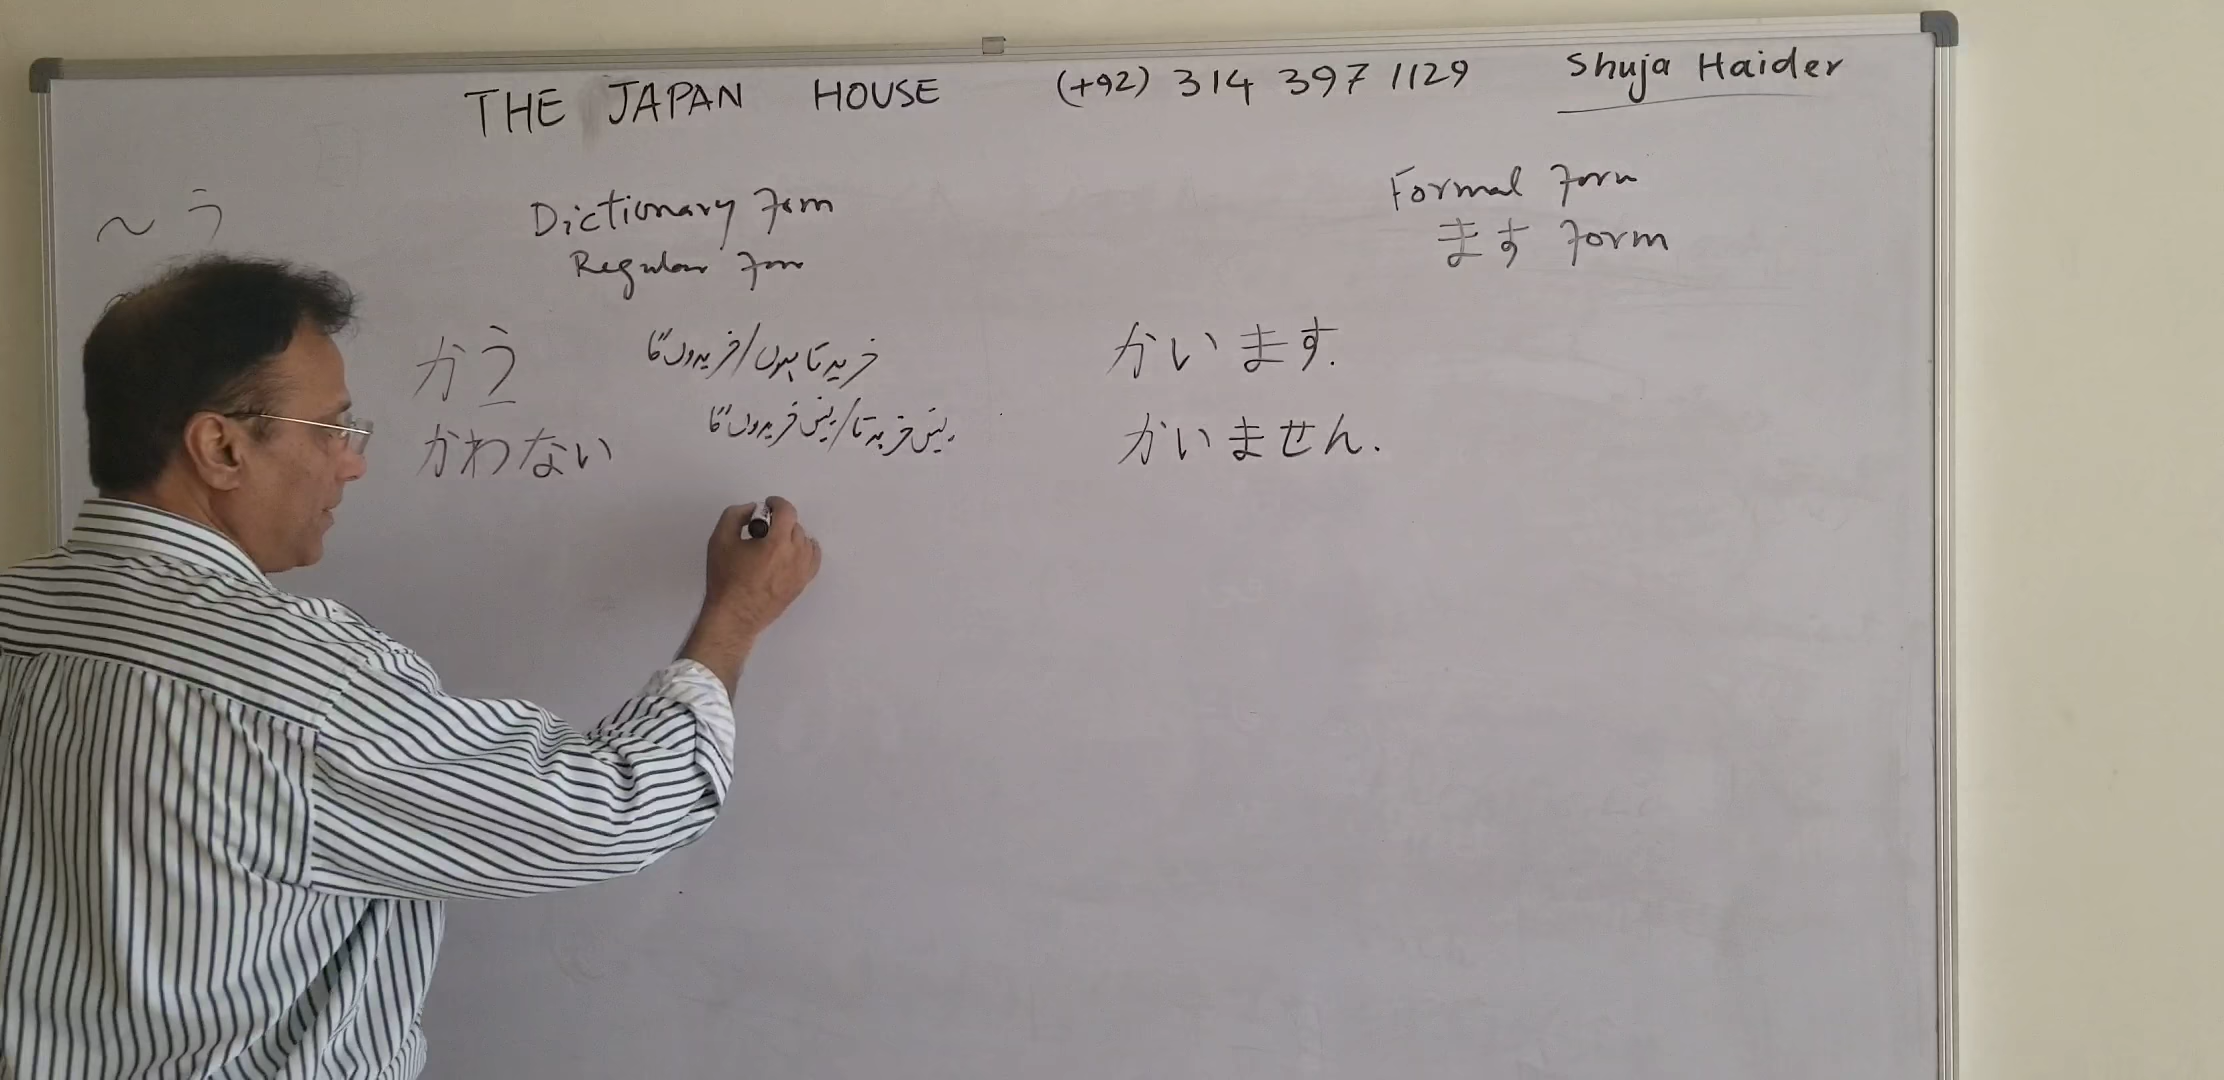 THE JAPAN HOUSE (+92) 314 397 1129 Shuja Haider
~う
Dictionary Form
Regular Form
Formal Form
ます Form
かう خریدتا ہوں/خریدوں گا かいます.
かわない نہیں خریدتا/نہیں خریدوں گا かいません.